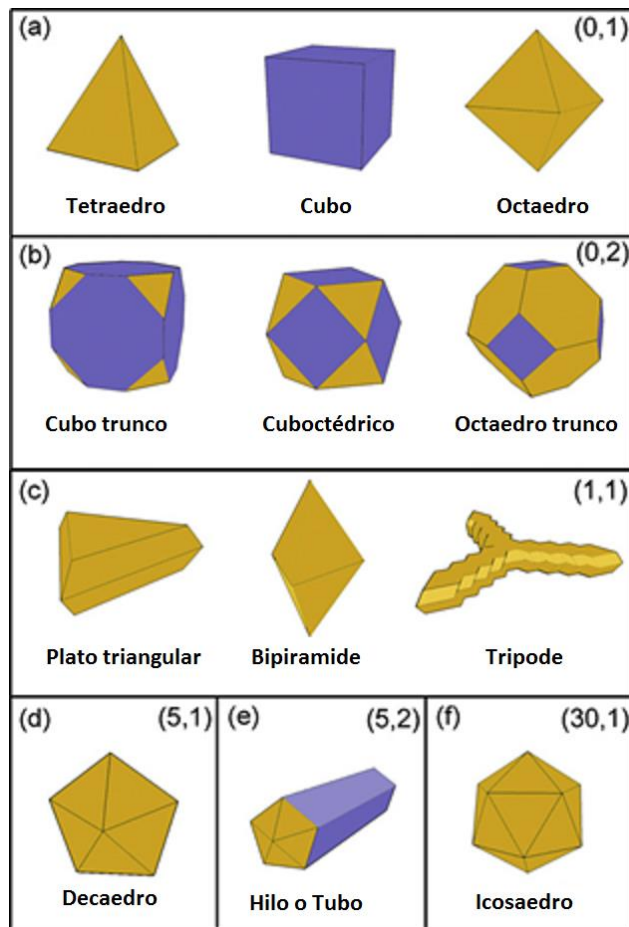 (a) (0,1)
Tetraedro Cubo Octaedro
(b) (0,2)
Cubo trunco Cuboctédrico Octaedro trunco
(c) (1,1)
Plato triangular Bipiramide Tripode
(d) (5,1) (e) (5,2) (f) (30,1)
Decaedro Hilo o Tubo Icosaedro